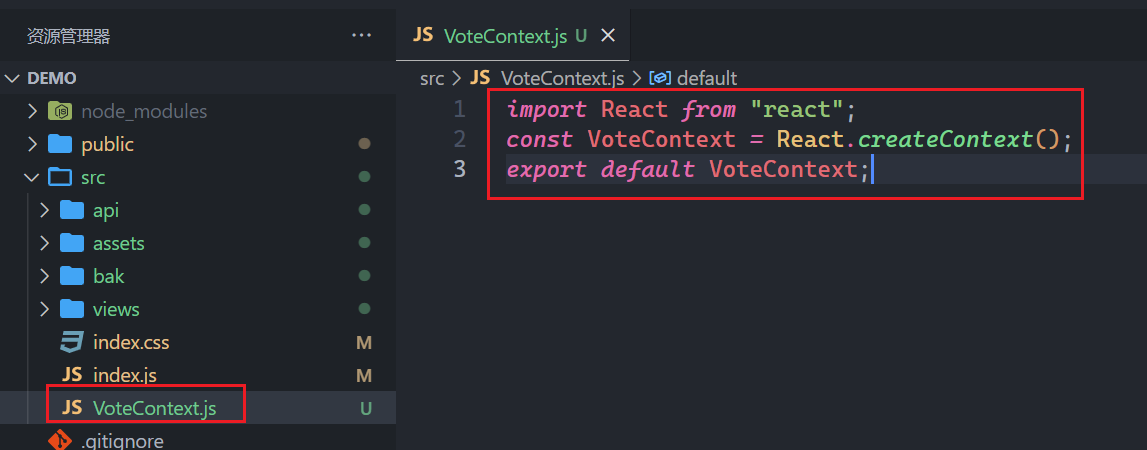 资源管理器 ···
DEMO
node_modules
public
src
api
assets
bak
views
index.css M
JS index.js M
JS VoteContext.js U
.gitignore
JS VoteContext.js U
src > JS VoteContext.js > default
1 import React from "react";
2 const VoteContext = React.createContext();
3 export default VoteContext;